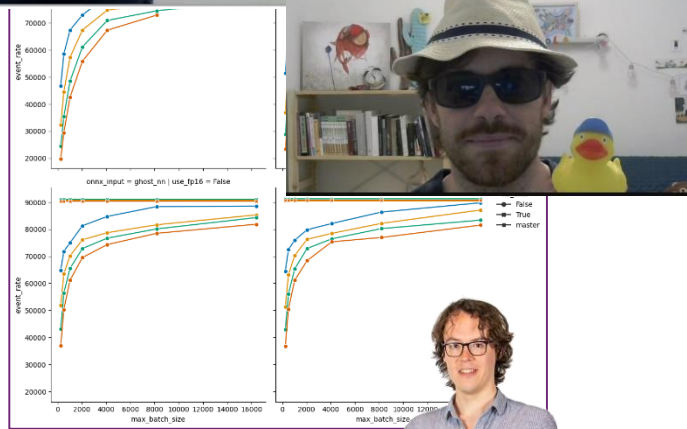 70000
60000
50000
40000
30000
20000
event_rate
onnx_input = ghost_nn | use_fp16 = False
90000
80000
70000
60000
50000
40000
30000
20000
event_rate
0 2000 4000 6000 8000 10000 12000 14000 16000
max_batch_size
0 2000 4000 6000 8000 10000
max_batch_size
False
True
master